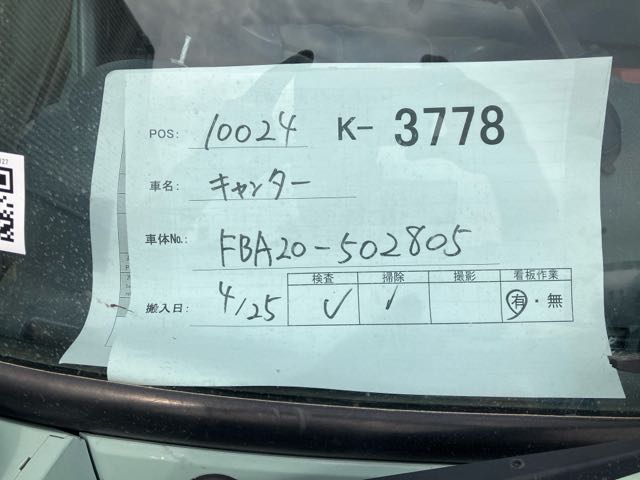 POS: 10024 K- 3778
車名: キャンター
車体No.: FBA20-502805
検査 掃除 撮影 看板作業
搬入日: 4/25 ✓ ✓ 有・無